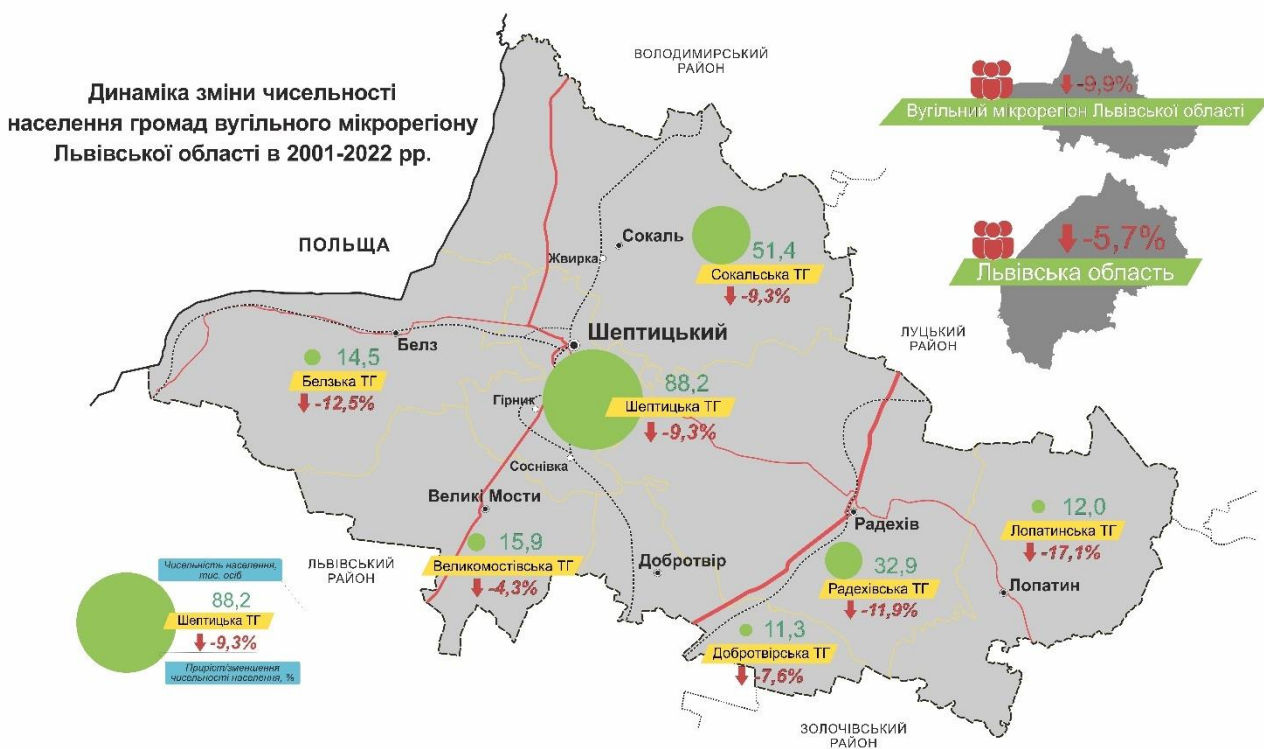 Динаміка зміни чисельності
населення громад вугільного мікрорегіону
Львівської області в 2001-2022 рр.
ВОЛОДИМИРСЬКИЙ
РАЙОН
-9,9%
Вугільний мікрорегіон Львівської області
-5,7%
Львівська область
ПОЛЬЩА
Сокаль
Жвирка
51,4
Сокальська ТГ
-9,3%
ЛУЦЬКИЙ
РАЙОН
Шептицький
Белз
14,5
Белзька ТГ
-12,5%
88,2
Шептицька ТГ
-9,3%
Гірник
Соснівка
Великі Мости
15,9
Великомостівська ТГ
-4,3%
ЛЬВІВСЬКИЙ
РАЙОН
Добротвір
Радехів
32,9
Радехівська ТГ
-11,9%
12,0
Лопатинська ТГ
-17,1%
Лопатин
11,3
Добротвірська ТГ
-7,6%
ЗОЛОЧІВСЬКИЙ
РАЙОН
Чисельність населення,
тис. осіб
88,2
Шептицька ТГ
-9,3%
Приріст/зменшення
чисельності населення, %